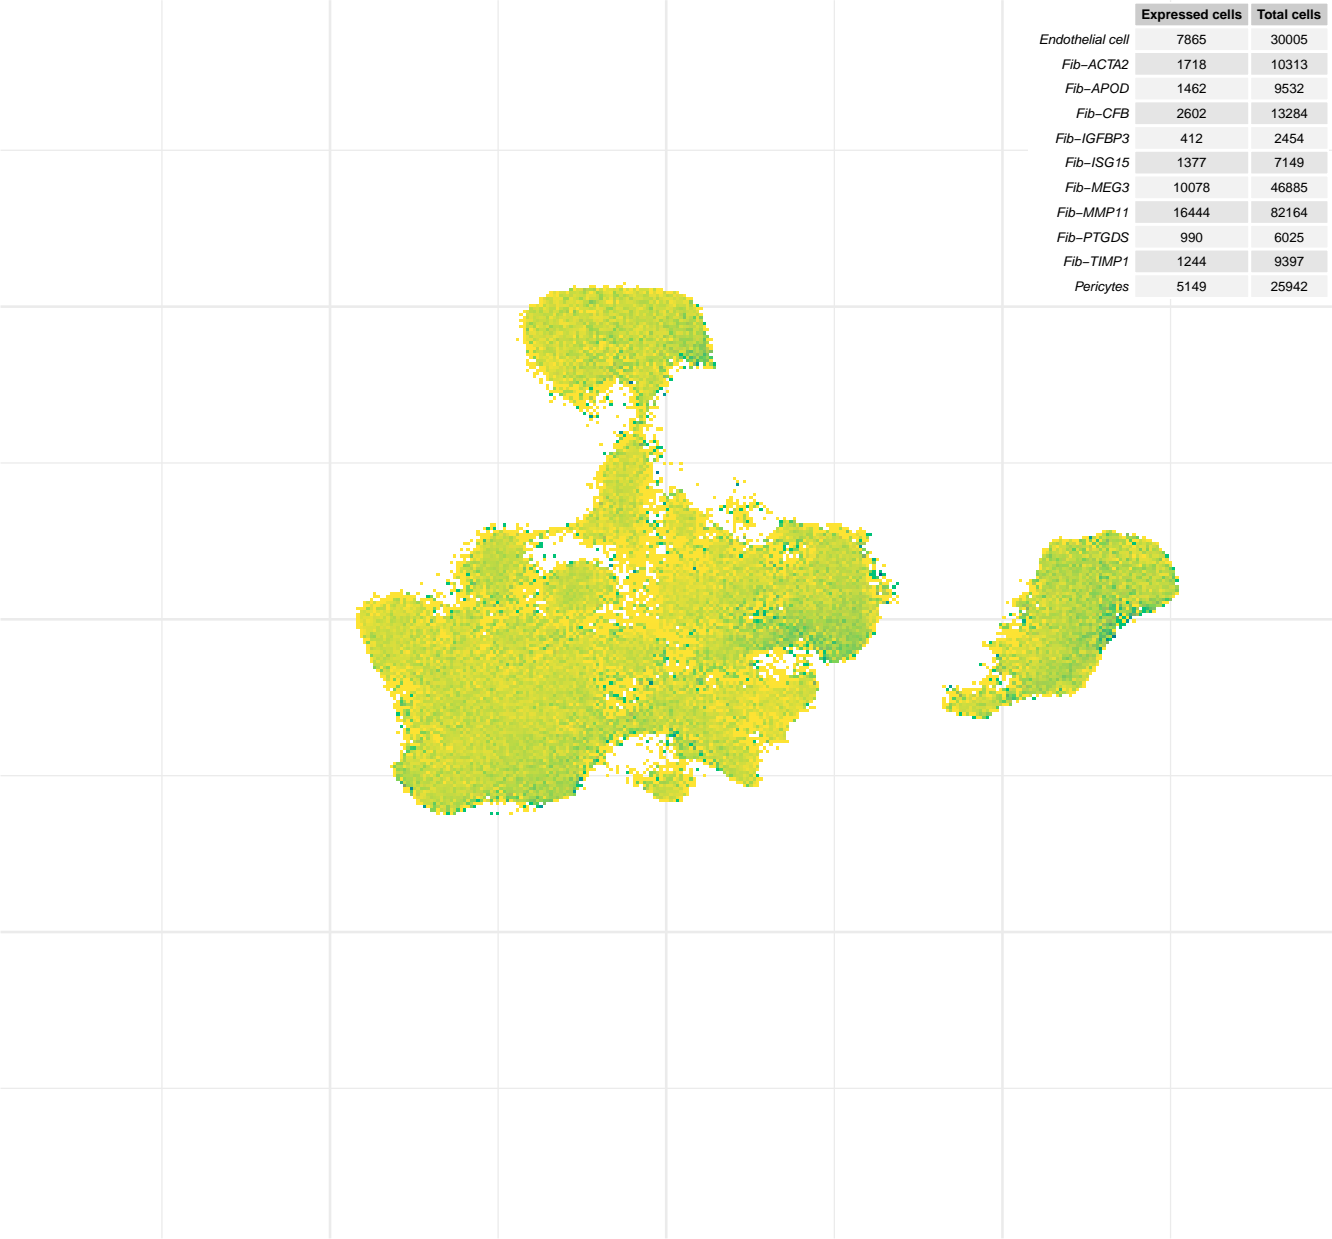 Expressed cells Total cells
Endothelial cell 7865 30005
Fib−ACTA2 1718 10313
Fib−APOD 1462 9532
Fib−CFB 2602 13284
Fib−IGFBP3 412 2454
Fib−ISG15 1377 7149
Fib−MEG3 10078 46885
Fib−MMP11 16444 82164
Fib−PTGDS 990 6025
Fib−TIMP1 1244 9397
Pericytes 5149 25942